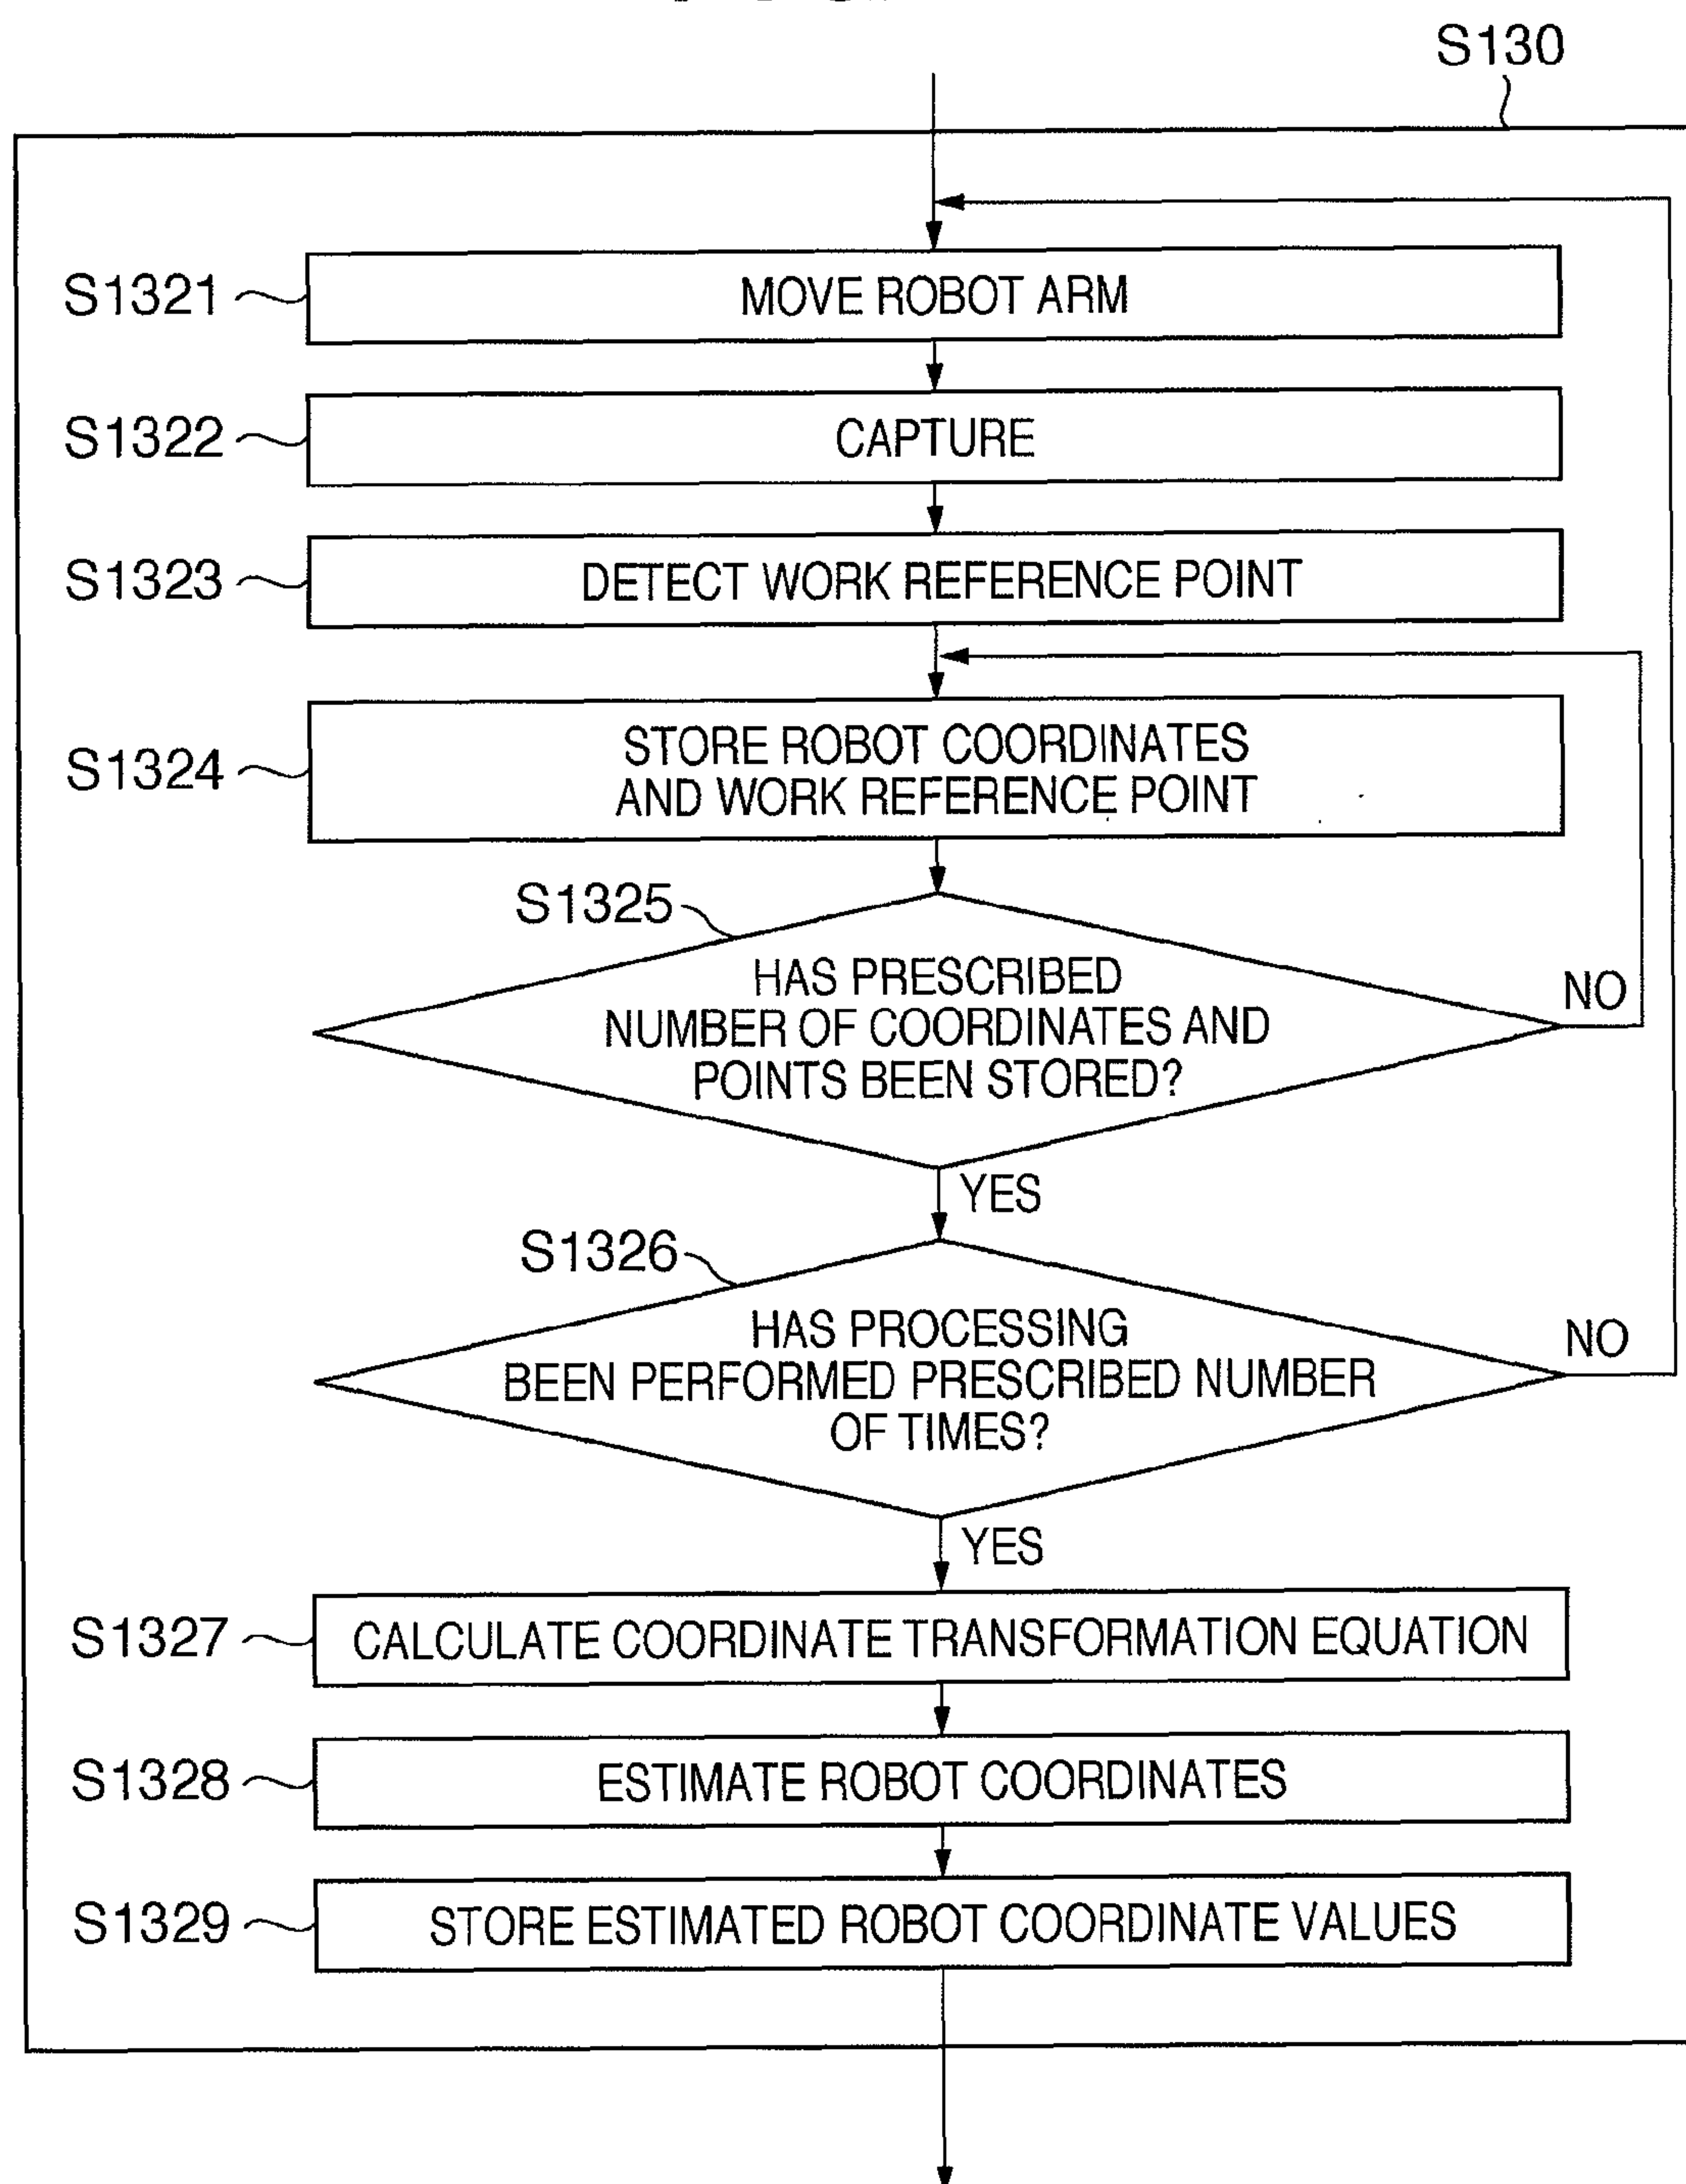 S130
S1321
MOVE ROBOT ARM
S1322
CAPTURE
S1323
DETECT WORK REFERENCE POINT
S1324
STORE ROBOT COORDINATES
AND WORK REFERENCE POINT
S1325
HAS PRESCRIBED
NUMBER OF COORDINATES AND
POINTS BEEN STORED?
NO
YES
S1326
HAS PROCESSING
BEEN PERFORMED PRESCRIBED NUMBER
OF TIMES?
NO
YES
S1327
CALCULATE COORDINATE TRANSFORMATION EQUATION
S1328
ESTIMATE ROBOT COORDINATES
S1329
STORE ESTIMATED ROBOT COORDINATE VALUES